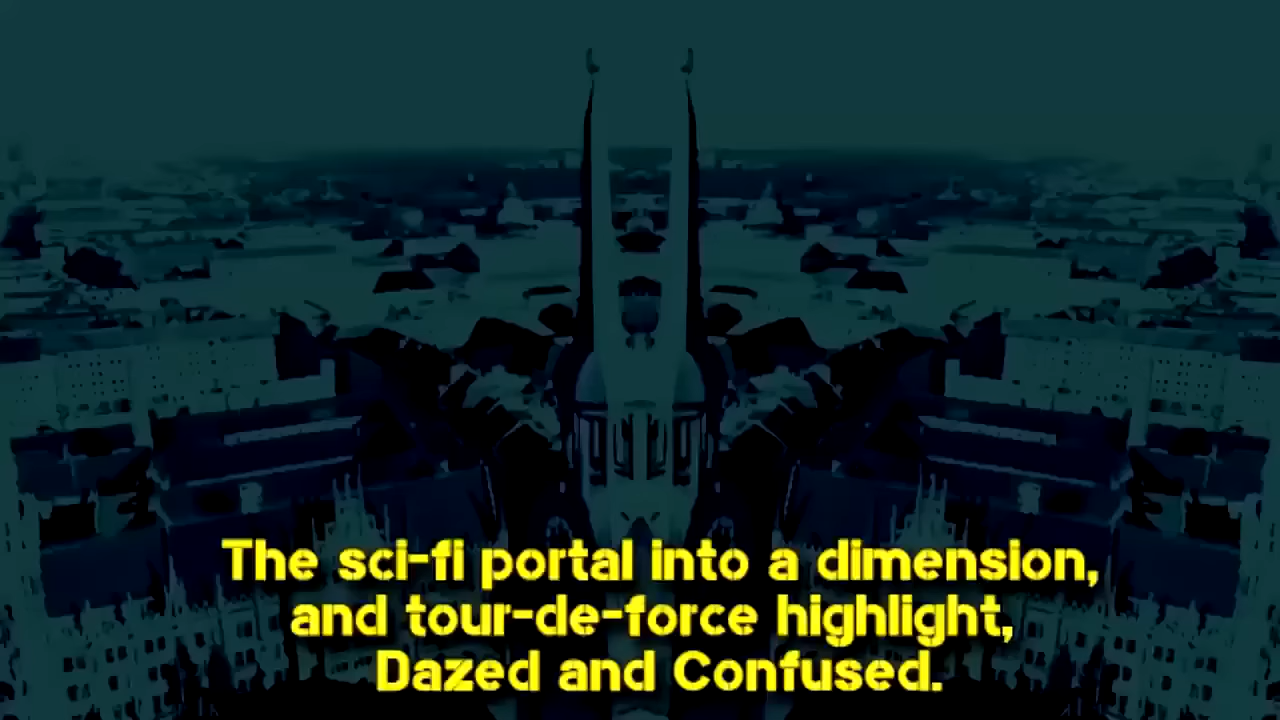 The sci-fi portal into a dimension,
and tour-de-force highlight,
Dazed and Confused.